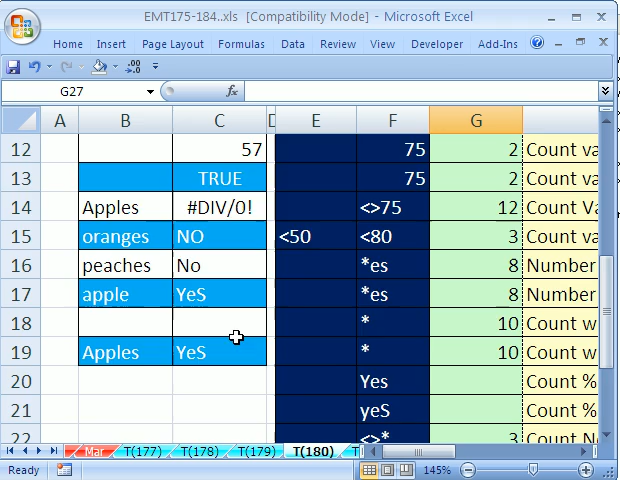 EMT175-184..xls [Compatibility Mode] - Microsoft Excel
Home Insert Page Layout Formulas Data Review View Developer Add-Ins
G27 fx
A B C D E F G
12 57 75 2 Count va
13 TRUE 75 2 Count va
14 Apples #DIV/0! <>75 12 Count Va
15 oranges NO <50 <80 3 Count va
16 peaches No *es 8 Number
17 apple YeS *es 8 Number
18 * 10 Count w
19 Apples YeS * 10 Count w
20 Yes Count %
21 yeS Count %
22 <>* 3 Count N
Mar T(177) T(178) T(179) T(180)
Ready 145%